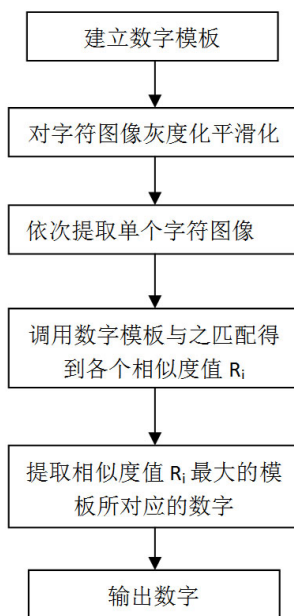 建立数字模板
对字符图像灰度化平滑化
依次提取单个字符图像
调用数字模板与之匹配得
到各个相似度值 Ri
提取相似度值 Ri 最大的模
板所对应的数字
输出数字